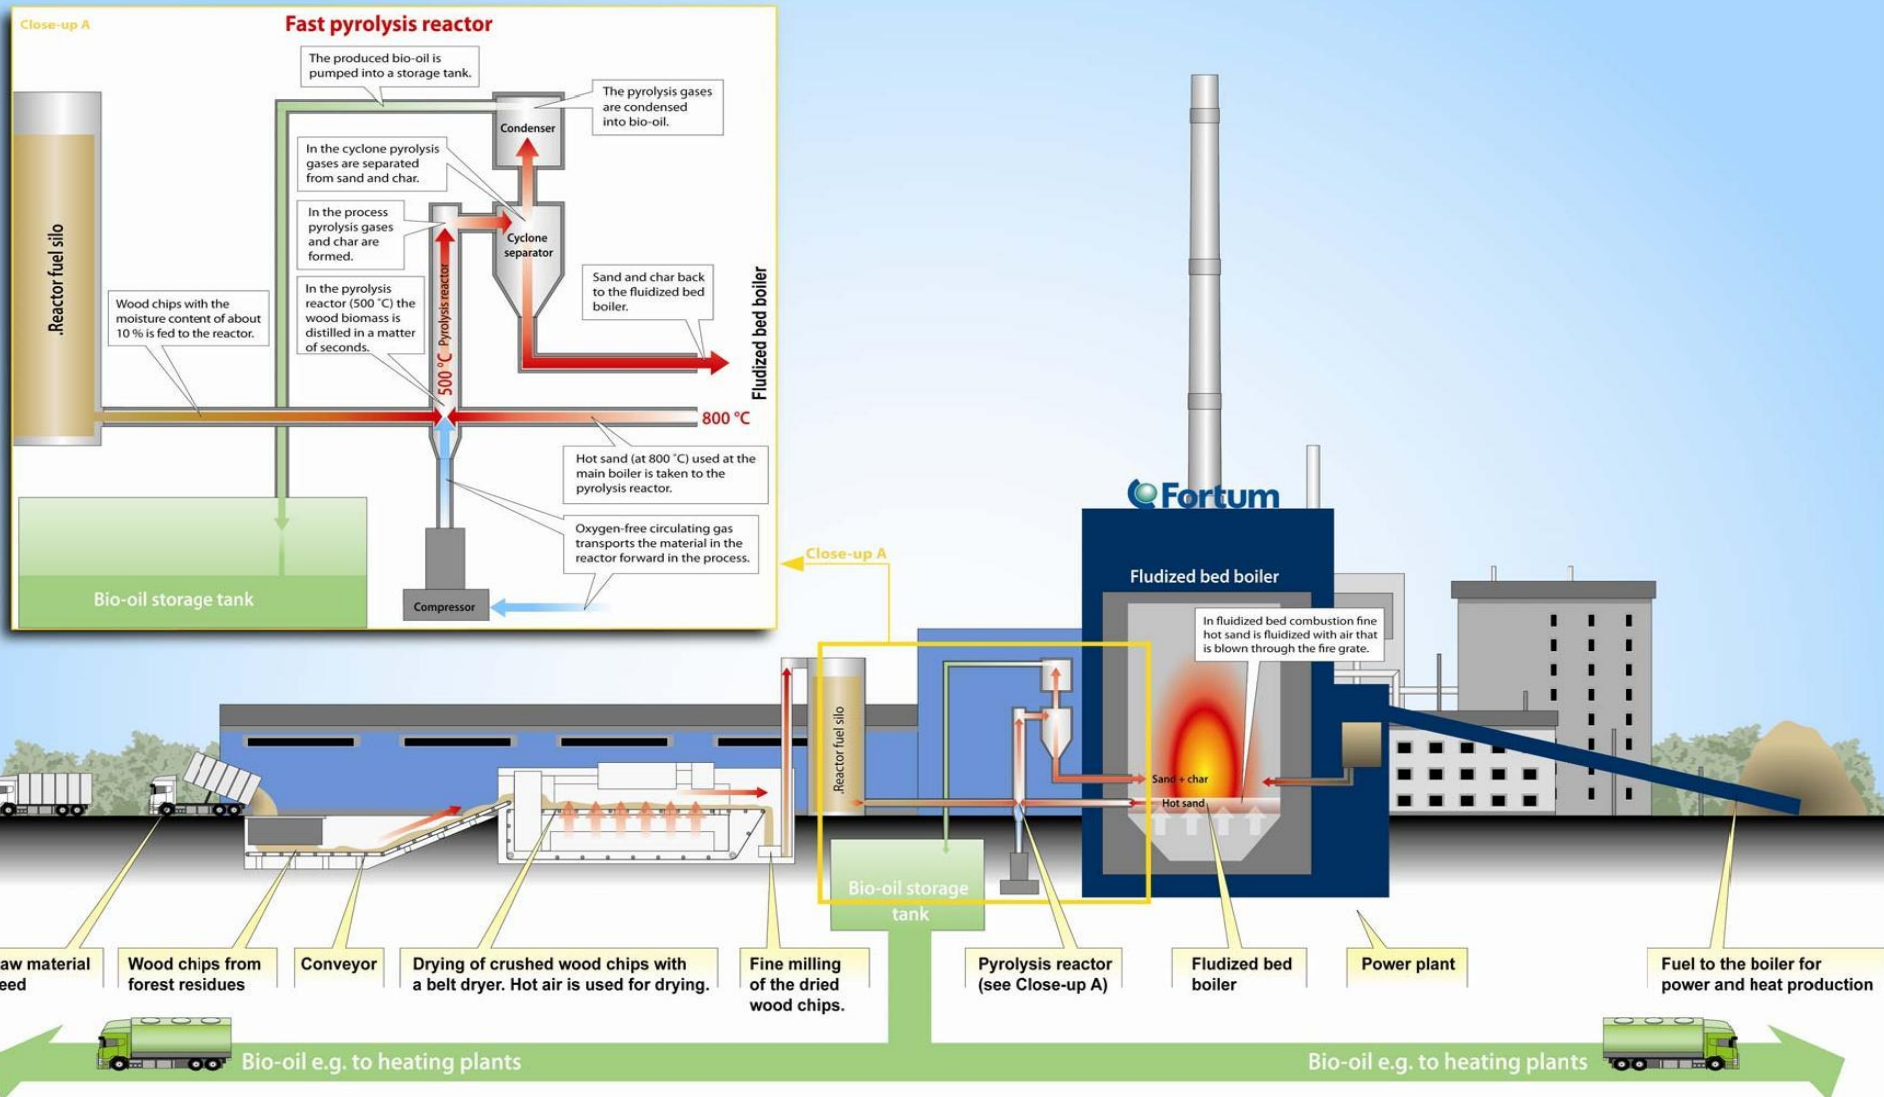 Close-up A
Fast pyrolysis reactor
The produced bio-oil is
pumped into a storage tank.
The pyrolysis gases
are condensed
into bio-oil.
Condenser
In the cyclone pyrolysis
gases are separated
from sand and char.
In the process
pyrolysis gases
and char are
formed.
Cyclone
separator
.Reactor fuel silo
Wood chips with the
moisture content of about
10 % is fed to the reactor.
In the pyrolysis
reactor (500 °C) the
wood biomass is
distilled in a matter
of seconds.
500 °C Pyrolysis reactor
Sand and char back
to the fluidized bed
boiler.
Fludized bed boiler
800 °C
Hot sand (at 800 °C) used at the
main boiler is taken to the
pyrolysis reactor.
Oxygen-free circulating gas
transports the material in the
reactor forward in the process.
Bio-oil storage tank
Compressor
Close-up A
Fortum
Fludized bed boiler
In fluidized bed combustion fine
hot sand is fluidized with air that
is blown through the fire grate.
.Reactor fuel silo
Sand + char
Hot sand
Bio-oil storage
tank
aw material
eed
Wood chips from
forest residues
Conveyor
Drying of crushed wood chips with
a belt dryer. Hot air is used for drying.
Fine milling
of the dried
wood chips.
Pyrolysis reactor
(see Close-up A)
Fludized bed
boiler
Power plant
Fuel to the boiler for
power and heat production
Bio-oil e.g. to heating plants
Bio-oil e.g. to heating plants